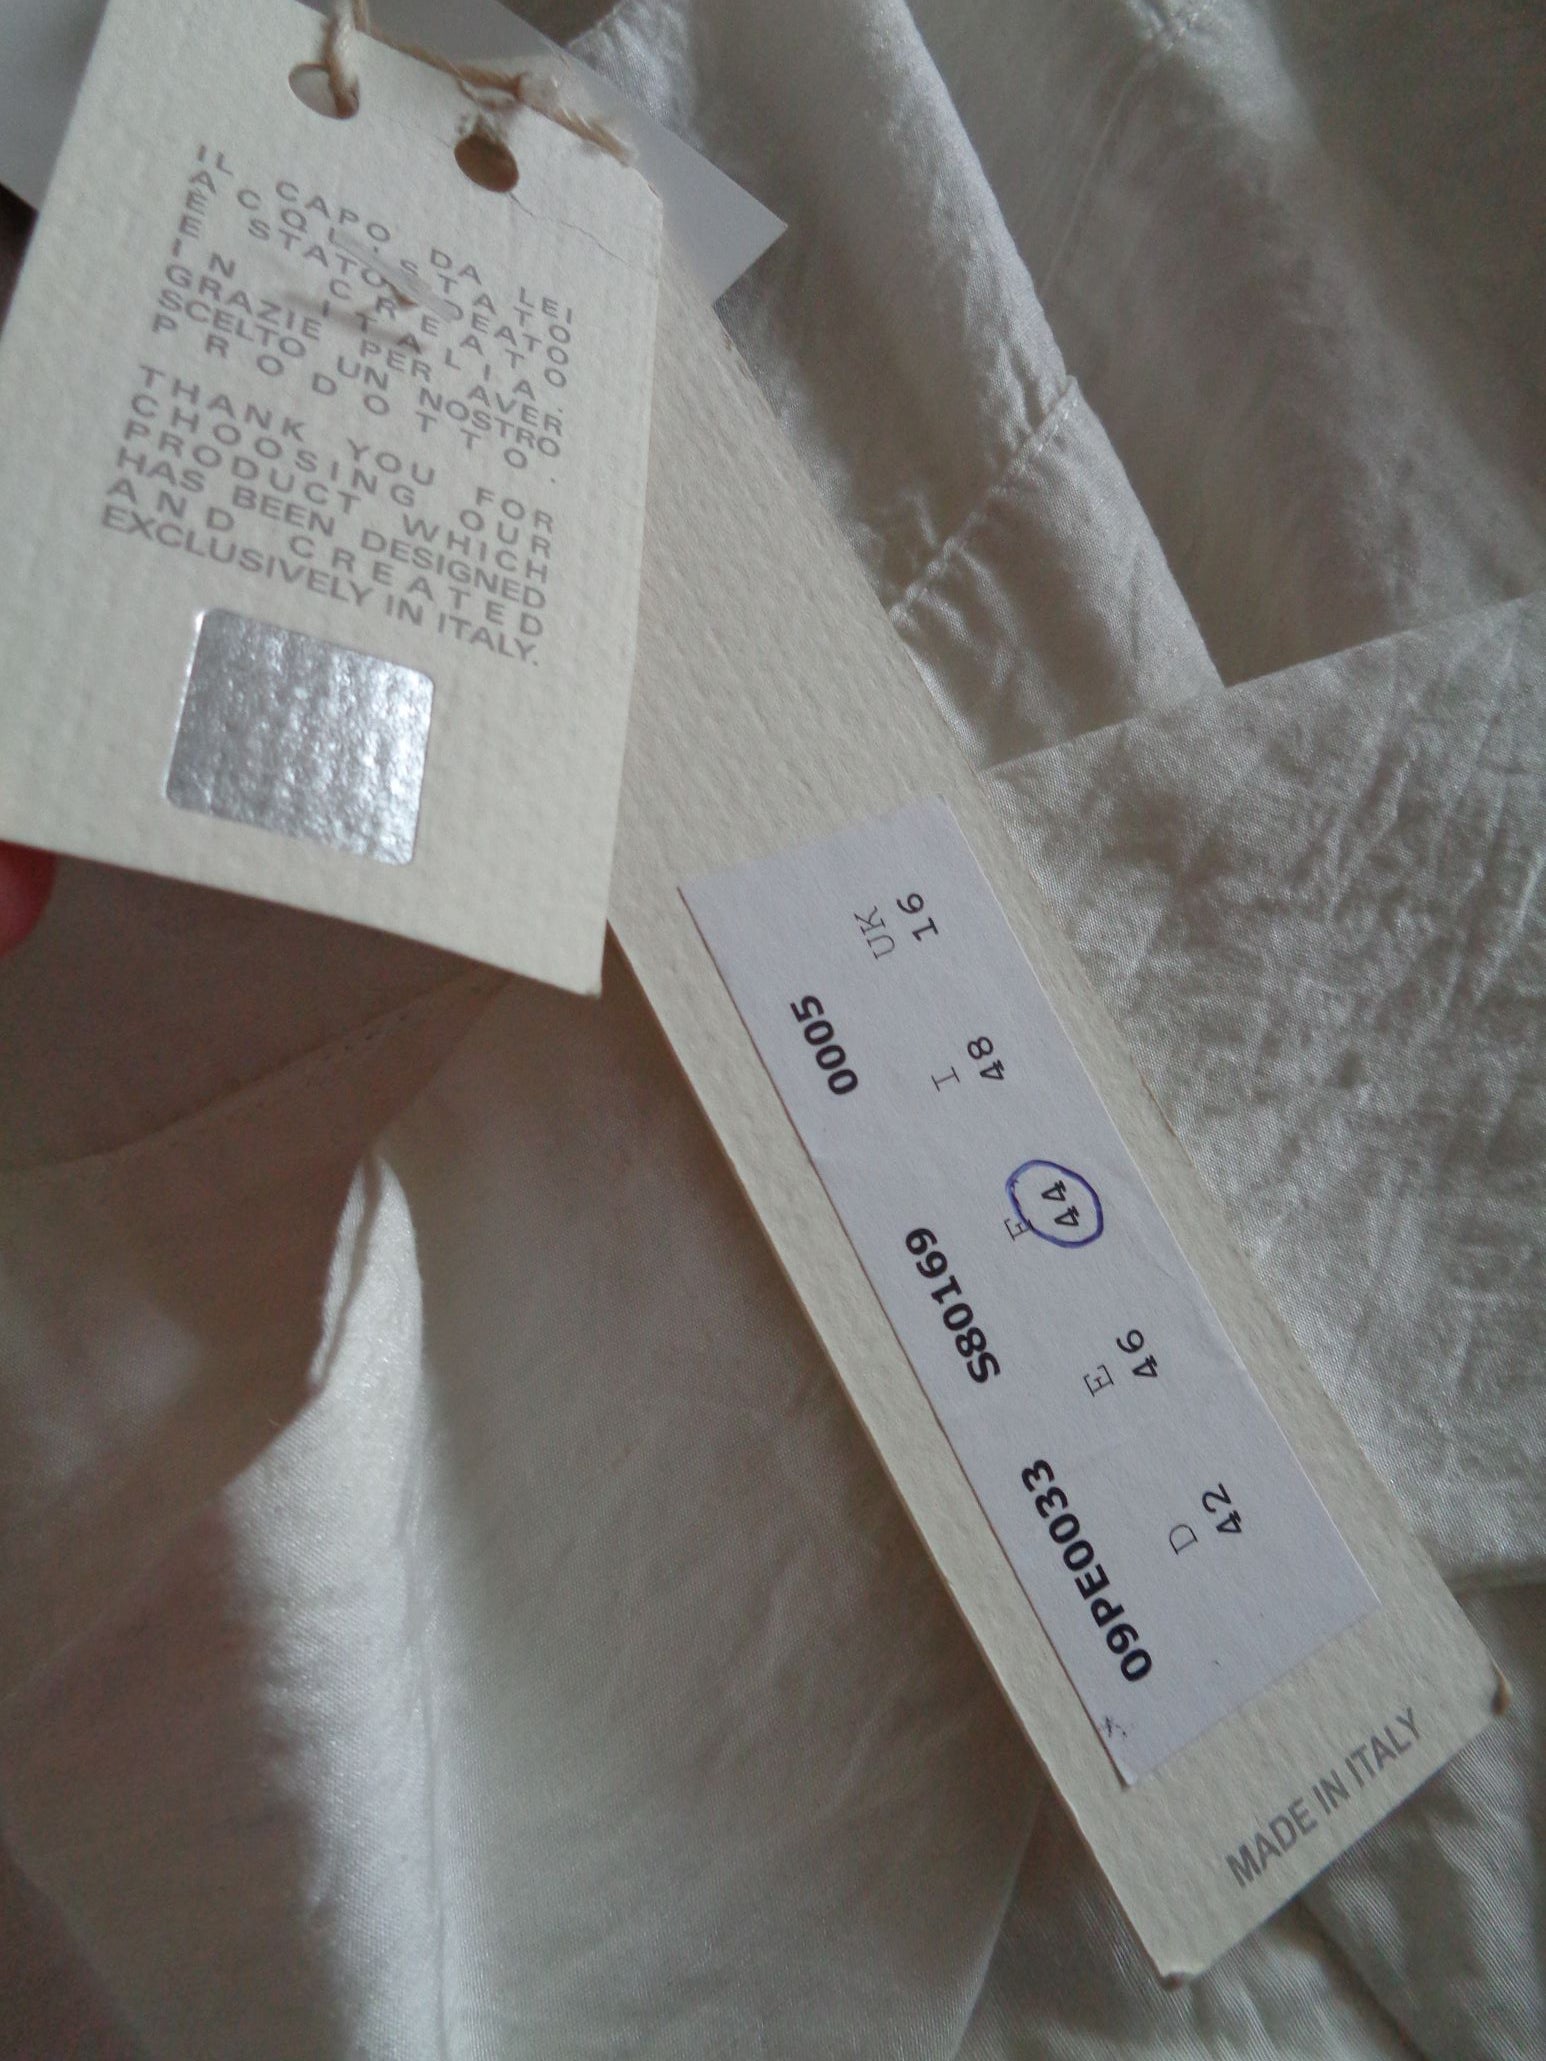 IL CAPO DA LEI
ACQUISTATO
È STATO IDEATO
E CREATO
IN ITALIA.
GRAZIE PER AVER
SCELTO UN NOSTRO
PRODOTTO.
THANK YOU FOR
CHOOSING OUR
PRODUCT WHICH
HAS BEEN DESIGNED
AND CREATED
EXCLUSIVELY IN ITALY.
09PE0033 S80169 0005
D E F I UK
42 46 44 48 16
MADE IN ITALY